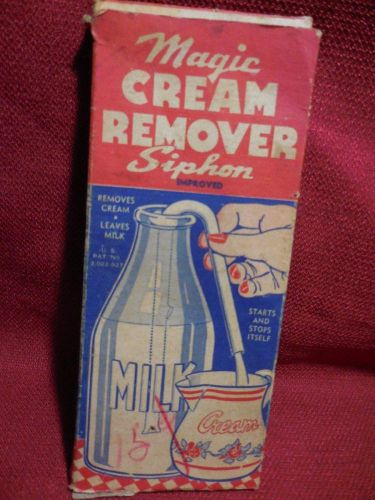 Magic
CREAM
REMOVER
Siphon
IMPROVED
REMOVES
CREAM
•
LEAVES
MILK
U. S.
PAT. NO.
STARTS
AND
STOPS
ITSELF
MILK
Cream
15